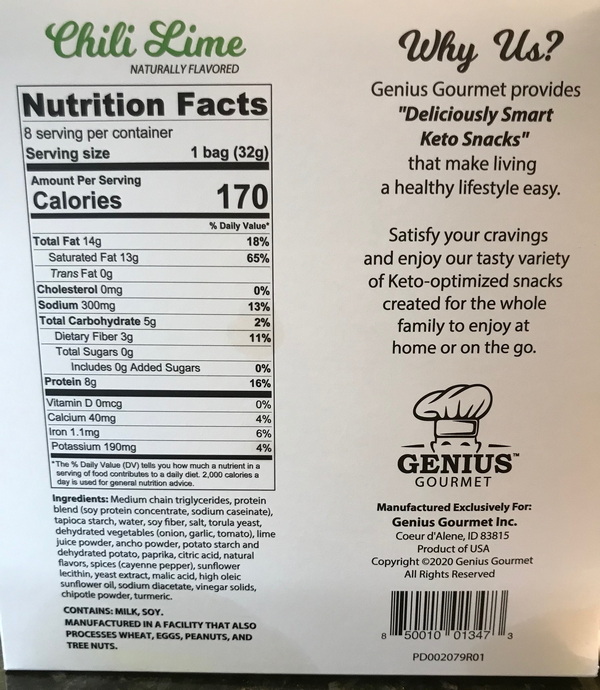 Chili Lime
NATURALLY FLAVORED
Nutrition Facts
8 serving per container
Serving size 1 bag (32g)
Amount Per Serving
Calories 170
% Daily Value*
Total Fat 14g 18%
Saturated Fat 13g 65%
Trans Fat 0g
Cholesterol 0mg 0%
Sodium 300mg 13%
Total Carbohydrate 5g 2%
Dietary Fiber 3g 11%
Total Sugars 0g
Includes 0g Added Sugars 0%
Protein 8g 16%
Vitamin D 0mcg 0%
Calcium 40mg 4%
Iron 1.1mg 6%
Potassium 190mg 4%
*The % Daily Value (DV) tells you how much a nutrient in a
serving of food contributes to a daily diet. 2,000 calories a
day is used for general nutrition advice.
Ingredients: Medium chain triglycerides, protein
blend (soy protein concentrate, sodium caseinate),
tapioca starch, water, soy fiber, salt, torula yeast,
dehydrated vegetables (onion, garlic, tomato), lime
juice powder, ancho powder, potato starch and
dehydrated potato, paprika, citric acid, natural
flavors, spices (cayenne pepper), sunflower
lecithin, yeast extract, malic acid, high oleic
sunflower oil, sodium diacetate, vinegar solids,
chipotle powder, turmeric.
CONTAINS: MILK, SOY.
MANUFACTURED IN A FACILITY THAT ALSO
PROCESSES WHEAT, EGGS, PEANUTS, AND
TREE NUTS.
Why Us?
Genius Gourmet provides
"Deliciously Smart
Keto Snacks"
that make living
a healthy lifestyle easy.
Satisfy your cravings
and enjoy our tasty variety
of Keto-optimized snacks
created for the whole
family to enjoy at
home or on the go.
GENIUS™
GOURMET
Manufactured Exclusively For:
Genius Gourmet Inc.
Coeur d'Alene, ID 83815
Product of USA
Copyright ©2020 Genius Gourmet
All Rights Reserved
8 50010 01347 3
PD002079R01